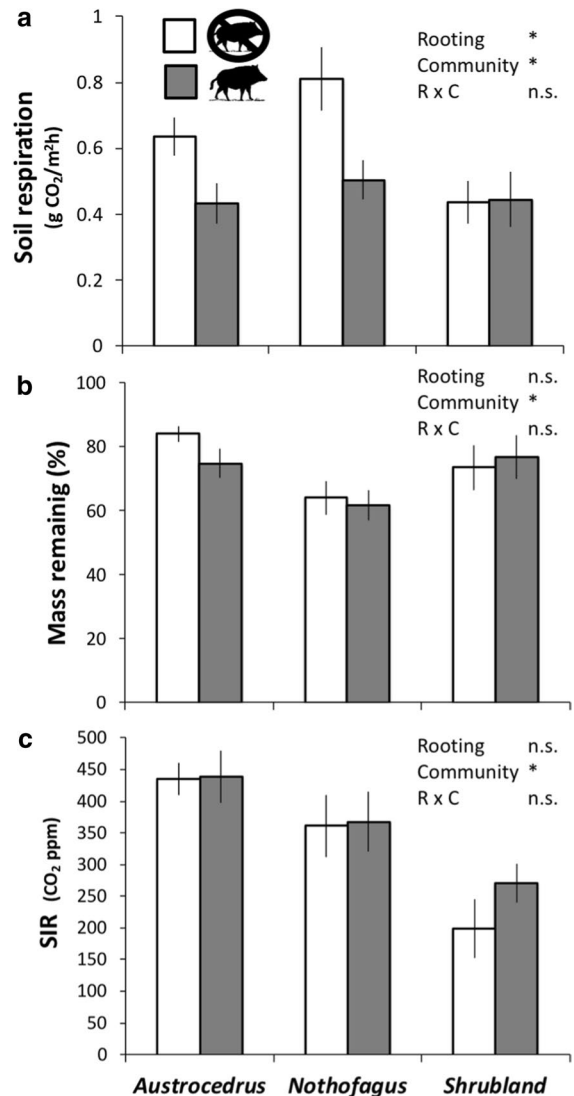 a
Rooting *
Community *
R x C n.s.
Soil respiration
(g CO₂/m²h)
1
0.8
0.6
0.4
0.2
0
b
Rooting n.s.
Community *
R x C n.s.
Mass remainig (%)
100
80
60
40
20
0
c
Rooting n.s.
Community *
R x C n.s.
SIR (CO₂ ppm)
500
450
400
350
300
250
200
150
100
50
0
Austrocedrus Nothofagus Shrubland